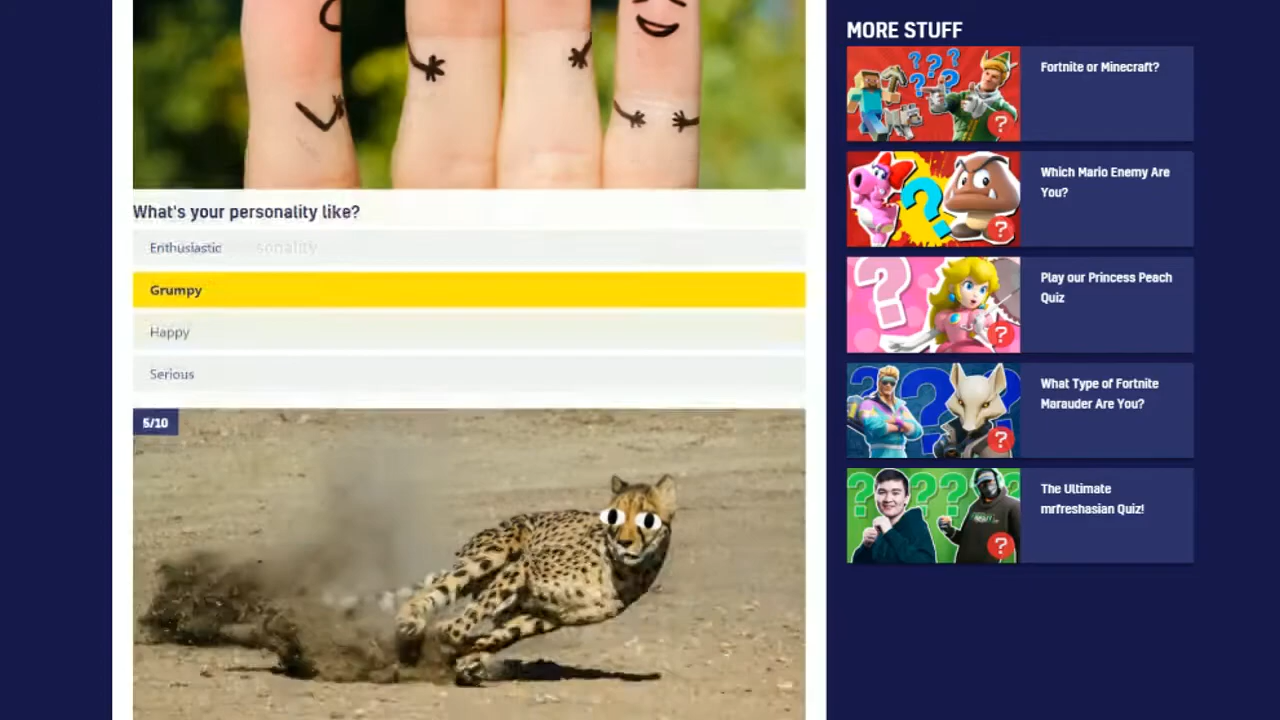 What's your personality like?
Enthusiastic
sonality
Grumpy
Happy
Serious
5/10
MORE STUFF
Fortnite or Minecraft?
Which Mario Enemy Are
You?
Play our Princess Peach
Quiz
What Type of Fortnite
Marauder Are You?
The Ultimate
mrfreshasian Quiz!